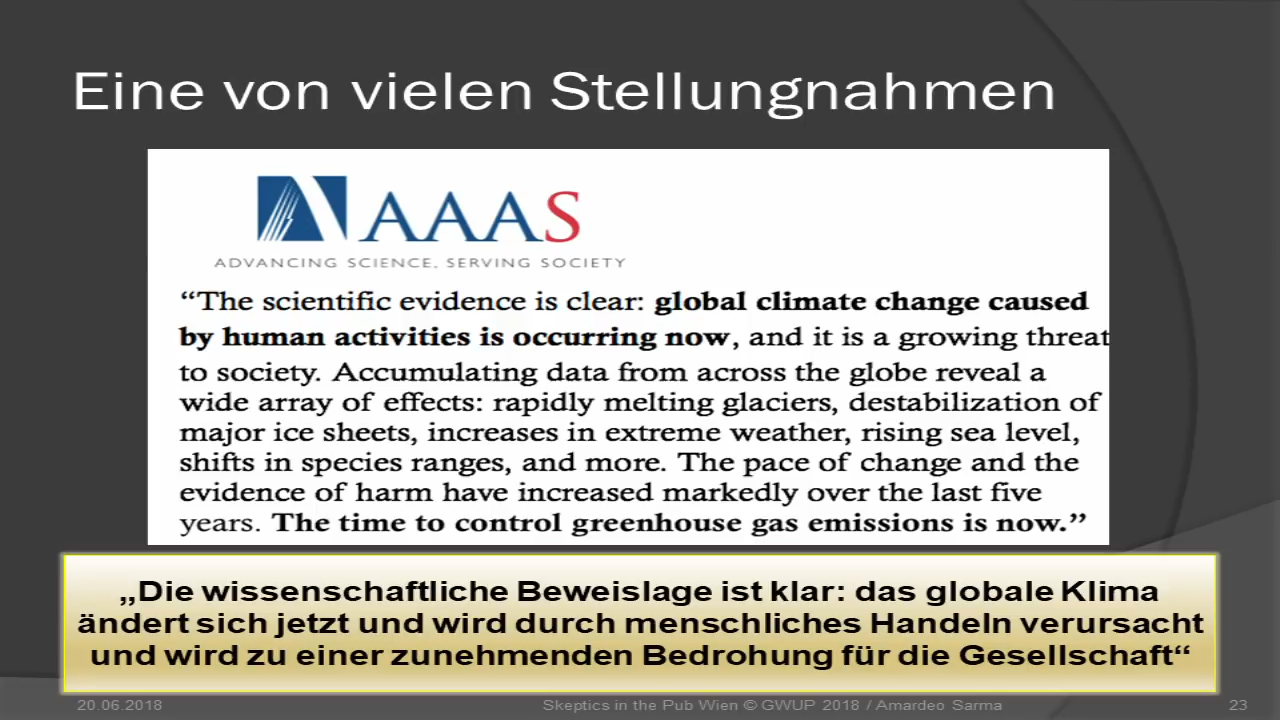 Eine von vielen Stellungnahmen
AAAS
ADVANCING SCIENCE, SERVING SOCIETY
“The scientific evidence is clear: global climate change caused
by human activities is occurring now, and it is a growing threat
to society. Accumulating data from across the globe reveal a
wide array of effects: rapidly melting glaciers, destabilization of
major ice sheets, increases in extreme weather, rising sea level,
shifts in species ranges, and more. The pace of change and the
evidence of harm have increased markedly over the last five
years. The time to control greenhouse gas emissions is now.”
„Die wissenschaftliche Beweislage ist klar: das globale Klima
ändert sich jetzt und wird durch menschliches Handeln verursacht
und wird zu einer zunehmenden Bedrohung für die Gesellschaft“
20.06.2018 Skeptics in the Pub Wien © GWUP 2018 / Amardeo Sarma 23